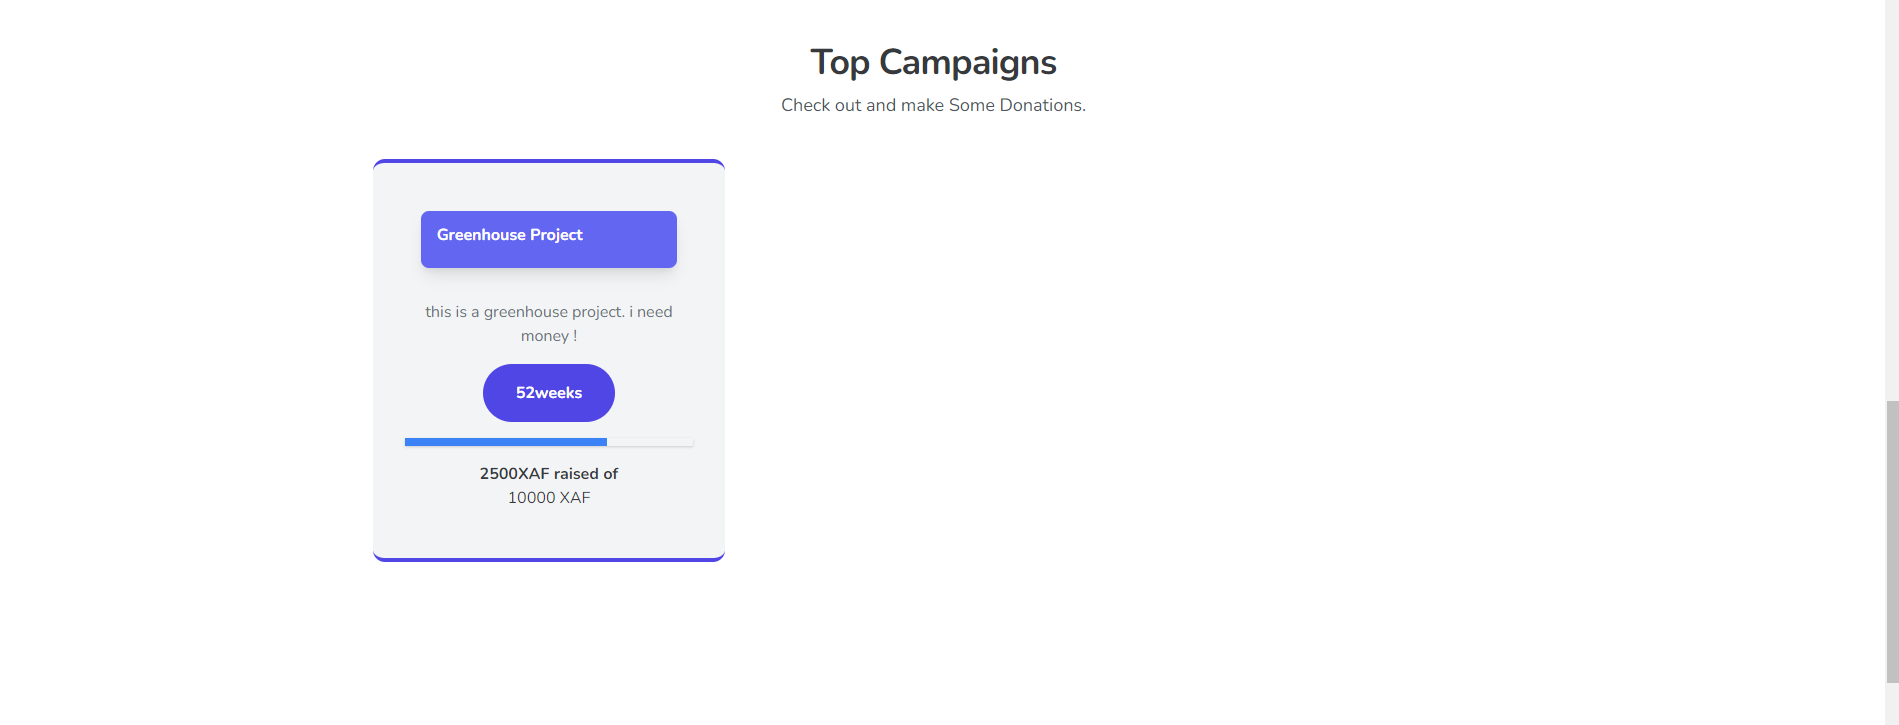 Top Campaigns
Check out and make Some Donations.
Greenhouse Project
this is a greenhouse project. i need
money !
52weeks
2500XAF raised of
10000 XAF